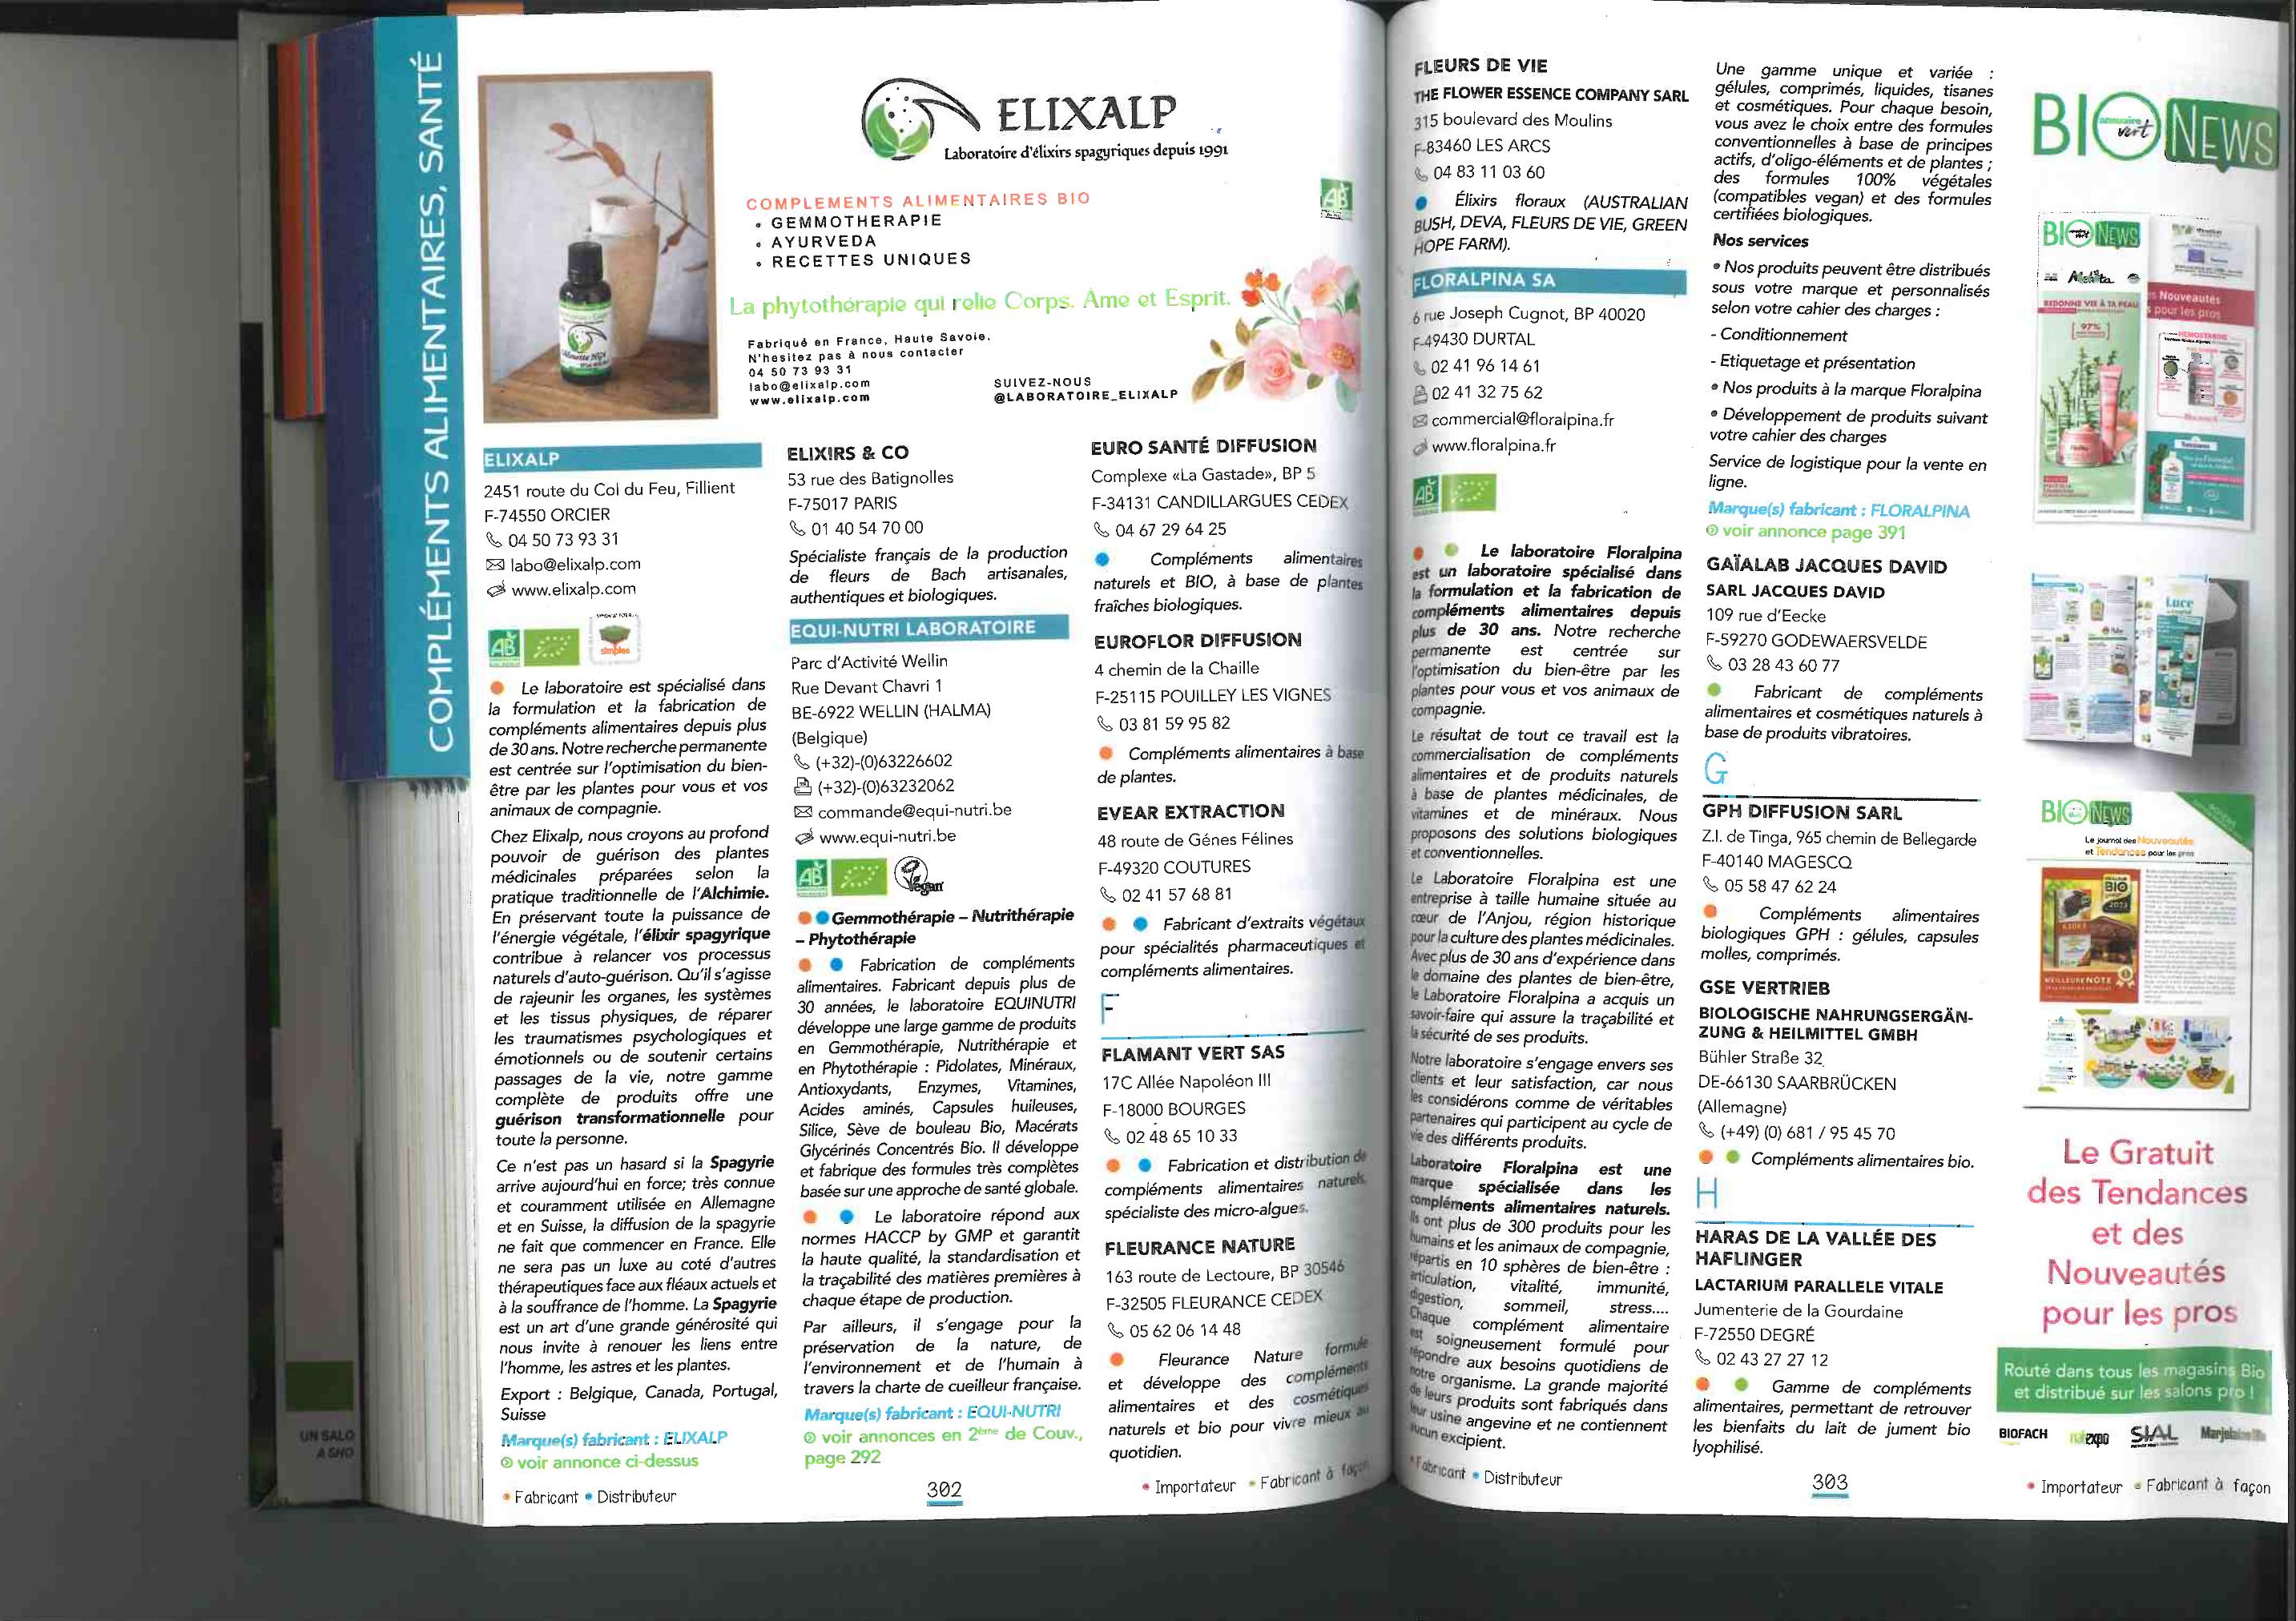 COMPLÉMENTS ALIMENTAIRES, SANTÉ
ELIXALP
Laboratoire d'élixirs spagyriques depuis 1991
COMPLEMENTS ALIMENTAIRES BIO
• GEMMOTHERAPIE
• AYURVEDA
• RECETTES UNIQUES
La phytothérapie qui relie Corps. Âme et Esprit.
Fabriqué en France, Haute Savoie.
N'hesitez pas à nous contacter
04 50 73 93 31
labo@elixalp.com
www.elixalp.com
SUIVEZ-NOUS
@LABORATOIRE_ELIXALP
AB
ELIXALP
2451 route du Col du Feu, Fillient
F-74550 ORCIER
04 50 73 93 31
labo@elixalp.com
www.elixalp.com
AB
simples
Le laboratoire est spécialisé dans
la formulation et la fabrication de
compléments alimentaires depuis plus
de 30 ans. Notre recherche permanente
est centrée sur l'optimisation du bien-
être par les plantes pour vous et vos
animaux de compagnie.
Chez Elixalp, nous croyons au profond
pouvoir de guérison des plantes
médicinales préparées selon la
pratique traditionnelle de l'Alchimie.
En préservant toute la puissance de
l'énergie végétale, l'élixir spagyrique
contribue à relancer vos processus
naturels d'auto-guérison. Qu'il s'agisse
de rajeunir les organes, les systèmes
et les tissus physiques, de réparer
les traumatismes psychologiques et
émotionnels ou de soutenir certains
passages de la vie, notre gamme
complète de produits offre une
guérison transformationnelle pour
toute la personne.
Ce n'est pas un hasard si la Spagyrie
arrive aujourd'hui en force; très connue
et couramment utilisée en Allemagne
et en Suisse, la diffusion de la spagyrie
ne fait que commencer en France. Elle
ne sera pas un luxe au coté d'autres
thérapeutiques face aux fléaux actuels et
à la souffrance de l'homme. La Spagyrie
est un art d'une grande générosité qui
nous invite à renouer les liens entre
l'homme, les astres et les plantes.
Export : Belgique, Canada, Portugal,
Suisse
Marque(s) fabricant : ELIXALP
voir annonce ci-dessus
ELIXIRS & CO
53 rue des Batignolles
F-75017 PARIS
01 40 54 70 00
Spécialiste français de la production
de fleurs de Bach artisanales,
authentiques et biologiques.
EQUI-NUTRI LABORATOIRE
Parc d'Activité Wellin
Rue Devant Chavri 1
BE-6922 WELLIN (HALMA)
(Belgique)
(+32)-(0)63226602
(+32)-(0)63232062
commande@equi-nutri.be
www.equi-nutri.be
AB
Vegan
Gemmothérapie – Nutrithérapie
– Phytothérapie
Fabrication de compléments
alimentaires. Fabricant depuis plus de
30 années, le laboratoire EQUINUTRI
développe une large gamme de produits
en Gemmothérapie, Nutrithérapie et
en Phytothérapie : Pidolates, Minéraux,
Antioxydants, Enzymes, Vitamines,
Acides aminés, Capsules huileuses,
Silice, Sève de bouleau Bio, Macérats
Glycérinés Concentrés Bio. Il développe
et fabrique des formules très complètes
basée sur une approche de santé globale.
Le laboratoire répond aux
normes HACCP by GMP et garantit
la haute qualité, la standardisation et
la traçabilité des matières premières à
chaque étape de production.
Par ailleurs, il s'engage pour la
préservation de la nature, de
l'environnement et de l'humain à
travers la charte de cueilleur française.
Marque(s) fabricant : EQUI-NUTRI
voir annonces en 2ème de Couv.,
page 292
EURO SANTÉ DIFFUSION
Complexe «La Gastade», BP 5
F-34131 CANDILLARGUES CEDEX
04 67 29 64 25
Compléments alimentaires
naturels et BIO, à base de plantes
fraîches biologiques.
EUROFLOR DIFFUSION
4 chemin de la Chaille
F-25115 POUILLEY LES VIGNES
03 81 59 95 82
Compléments alimentaires à base
de plantes.
EVEAR EXTRACTION
48 route de Génes Félines
F-49320 COUTURES
02 41 57 68 81
Fabricant d'extraits végétaux
pour spécialités pharmaceutiques et
compléments alimentaires.
F
FLAMANT VERT SAS
17C Allée Napoléon III
F-18000 BOURGES
02 48 65 10 33
Fabrication et distribution de
compléments alimentaires naturels,
spécialiste des micro-algues.
FLEURANCE NATURE
163 route de Lectoure, BP 30546
F-32505 FLEURANCE CEDEX
05 62 06 14 48
Fleurance Nature formule
et développe des compléments
alimentaires et des cosmétiques
naturels et bio pour vivre mieux au
quotidien.
• Fabricant • Distributeur
302
• Importateur • Fabricant à façon
FLEURS DE VIE
THE FLOWER ESSENCE COMPANY SARL
315 boulevard des Moulins
F-83460 LES ARCS
04 83 11 03 60
Élixirs floraux (AUSTRALIAN
BUSH, DEVA, FLEURS DE VIE, GREEN
HOPE FARM).
FLORALPINA SA
6 rue Joseph Cugnot, BP 40020
F-49430 DURTAL
02 41 96 14 61
02 41 32 75 62
commercial@floralpina.fr
www.floralpina.fr
AB
Le laboratoire Floralpina
est un laboratoire spécialisé dans
la formulation et la fabrication de
compléments alimentaires depuis
plus de 30 ans. Notre recherche
permanente est centrée sur
l'optimisation du bien-être par les
plantes pour vous et vos animaux de
compagnie.
Le résultat de tout ce travail est la
commercialisation de compléments
alimentaires et de produits naturels
à base de plantes médicinales, de
vitamines et de minéraux. Nous
proposons des solutions biologiques
et conventionnelles.
Le Laboratoire Floralpina est une
entreprise à taille humaine située au
cœur de l'Anjou, région historique
pour la culture des plantes médicinales.
Avec plus de 30 ans d'expérience dans
le domaine des plantes de bien-être,
le Laboratoire Floralpina a acquis un
savoir-faire qui assure la traçabilité et
la sécurité de ses produits.
Notre laboratoire s'engage envers ses
clients et leur satisfaction, car nous
les considérons comme de véritables
partenaires qui participent au cycle de
vie des différents produits.
Laboratoire Floralpina est une
marque spécialisée dans les
compléments alimentaires naturels.
Ils ont plus de 300 produits pour les
humains et les animaux de compagnie,
répartis en 10 sphères de bien-être :
articulation, vitalité, immunité,
digestion, sommeil, stress....
Chaque complément alimentaire
est soigneusement formulé pour
répondre aux besoins quotidiens de
notre organisme. La grande majorité
de leurs produits sont fabriqués dans
leur usine angevine et ne contiennent
aucun excipient.
Une gamme unique et variée :
gélules, comprimés, liquides, tisanes
et cosmétiques. Pour chaque besoin,
vous avez le choix entre des formules
conventionnelles à base de principes
actifs, d'oligo-éléments et de plantes ;
des formules 100% végétales
(compatibles vegan) et des formules
certifiées biologiques.
Nos services
• Nos produits peuvent être distribués
sous votre marque et personnalisés
selon votre cahier des charges :
- Conditionnement
- Etiquetage et présentation
• Nos produits à la marque Floralpina
• Développement de produits suivant
votre cahier des charges
Service de logistique pour la vente en
ligne.
Marque(s) fabricant : FLORALPINA
voir annonce page 391
GAÏALAB JACQUES DAVID
SARL JACQUES DAVID
109 rue d'Eecke
F-59270 GODEWAERSVELDE
03 28 43 60 77
Fabricant de compléments
alimentaires et cosmétiques naturels à
base de produits vibratoires.
G
GPH DIFFUSION SARL
Z.I. de Tinga, 965 chemin de Bellegarde
F-40140 MAGESCQ
05 58 47 62 24
Compléments alimentaires
biologiques GPH : gélules, capsules
molles, comprimés.
GSE VERTRIEB
BIOLOGISCHE NAHRUNGSERGÄN-
ZUNG & HEILMITTEL GMBH
Bühler Straße 32
DE-66130 SAARBRÜCKEN
(Allemagne)
(+49) (0) 681 / 95 45 70
Compléments alimentaires bio.
H
HARAS DE LA VALLÉE DES
HAFLINGER
LACTARIUM PARALLELE VITALE
Jumenterie de la Gourdaine
F-72550 DEGRÉ
02 43 27 27 12
Gamme de compléments
alimentaires, permettant de retrouver
les bienfaits du lait de jument bio
lyophilisé.
BIO annuaire vert NEWS
BIO NEWS
Melvita
REDONNE VIE À TA PEAU
97%
Nouveautés
pour les pros
Luce
BIO NEWS
Le journal des Nouveautés
et Tendances pour les pros
BIO
MEILLEURE NOTE
Le Gratuit
des Tendances
et des
Nouveautés
pour les pros
Routé dans tous les magasins Bio
et distribué sur les salons pro !
BIOFACH natexpo SIAL Marjolaine
• Fabricant • Distributeur
303
• Importateur • Fabricant à façon
UN SALO